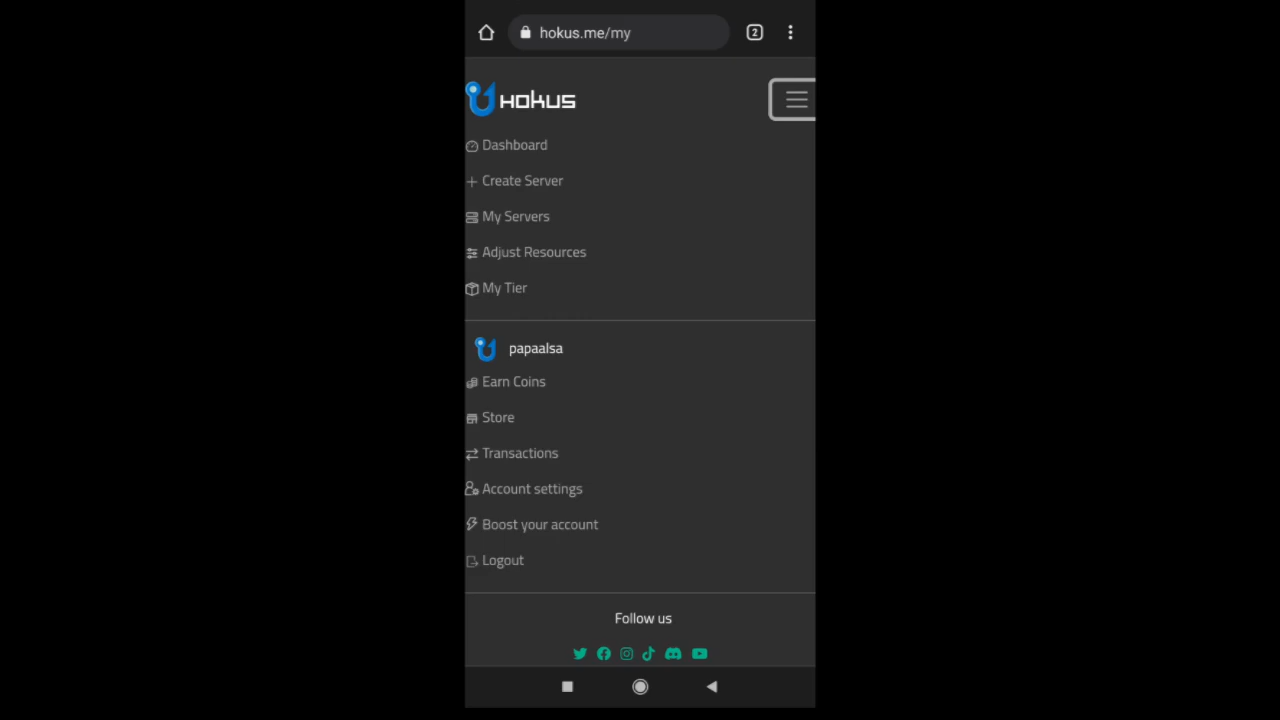 hokus.me/my
2
HOKUS
Dashboard
Create Server
My Servers
Adjust Resources
My Tier
papaalsa
Earn Coins
Store
Transactions
Account settings
Boost your account
Logout
Follow us